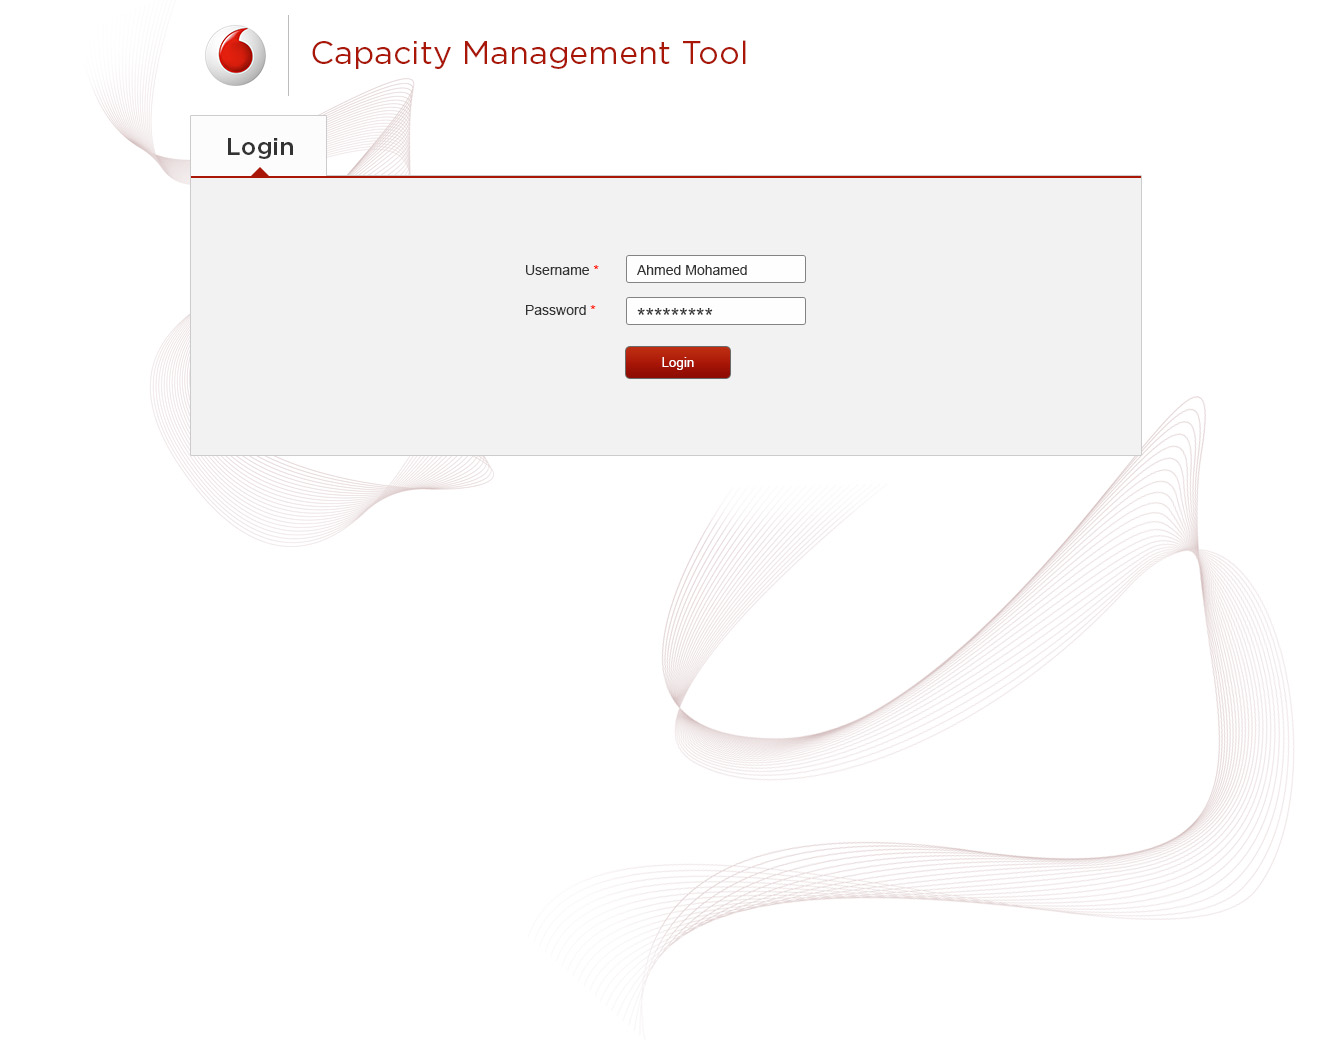 Capacity Management Tool
Login
Username * Ahmed Mohamed
Password * *********
Login